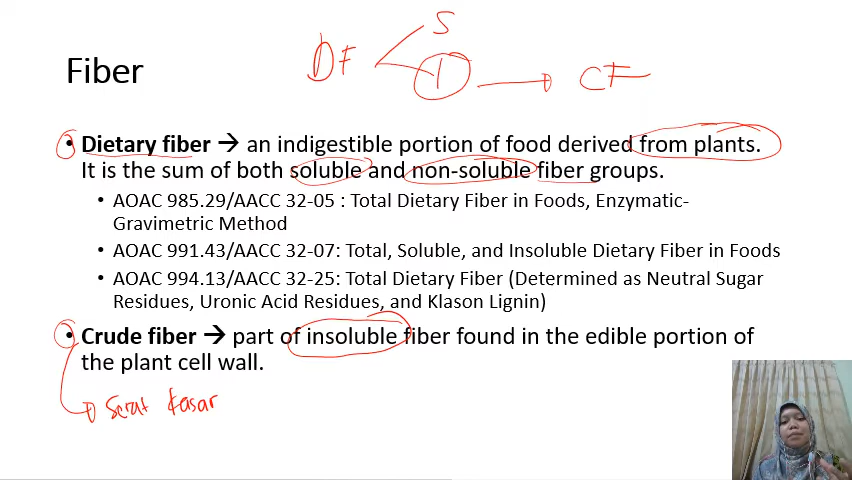 S
DF
I
CF
Fiber
• Dietary fiber → an indigestible portion of food derived from plants.
It is the sum of both soluble and non-soluble fiber groups.
• AOAC 985.29/AACC 32-05 : Total Dietary Fiber in Foods, Enzymatic-
Gravimetric Method
• AOAC 991.43/AACC 32-07: Total, Soluble, and Insoluble Dietary Fiber in Foods
• AOAC 994.13/AACC 32-25: Total Dietary Fiber (Determined as Neutral Sugar
Residues, Uronic Acid Residues, and Klason Lignin)
• Crude fiber → part of insoluble fiber found in the edible portion of
the plant cell wall.
Serat kasar